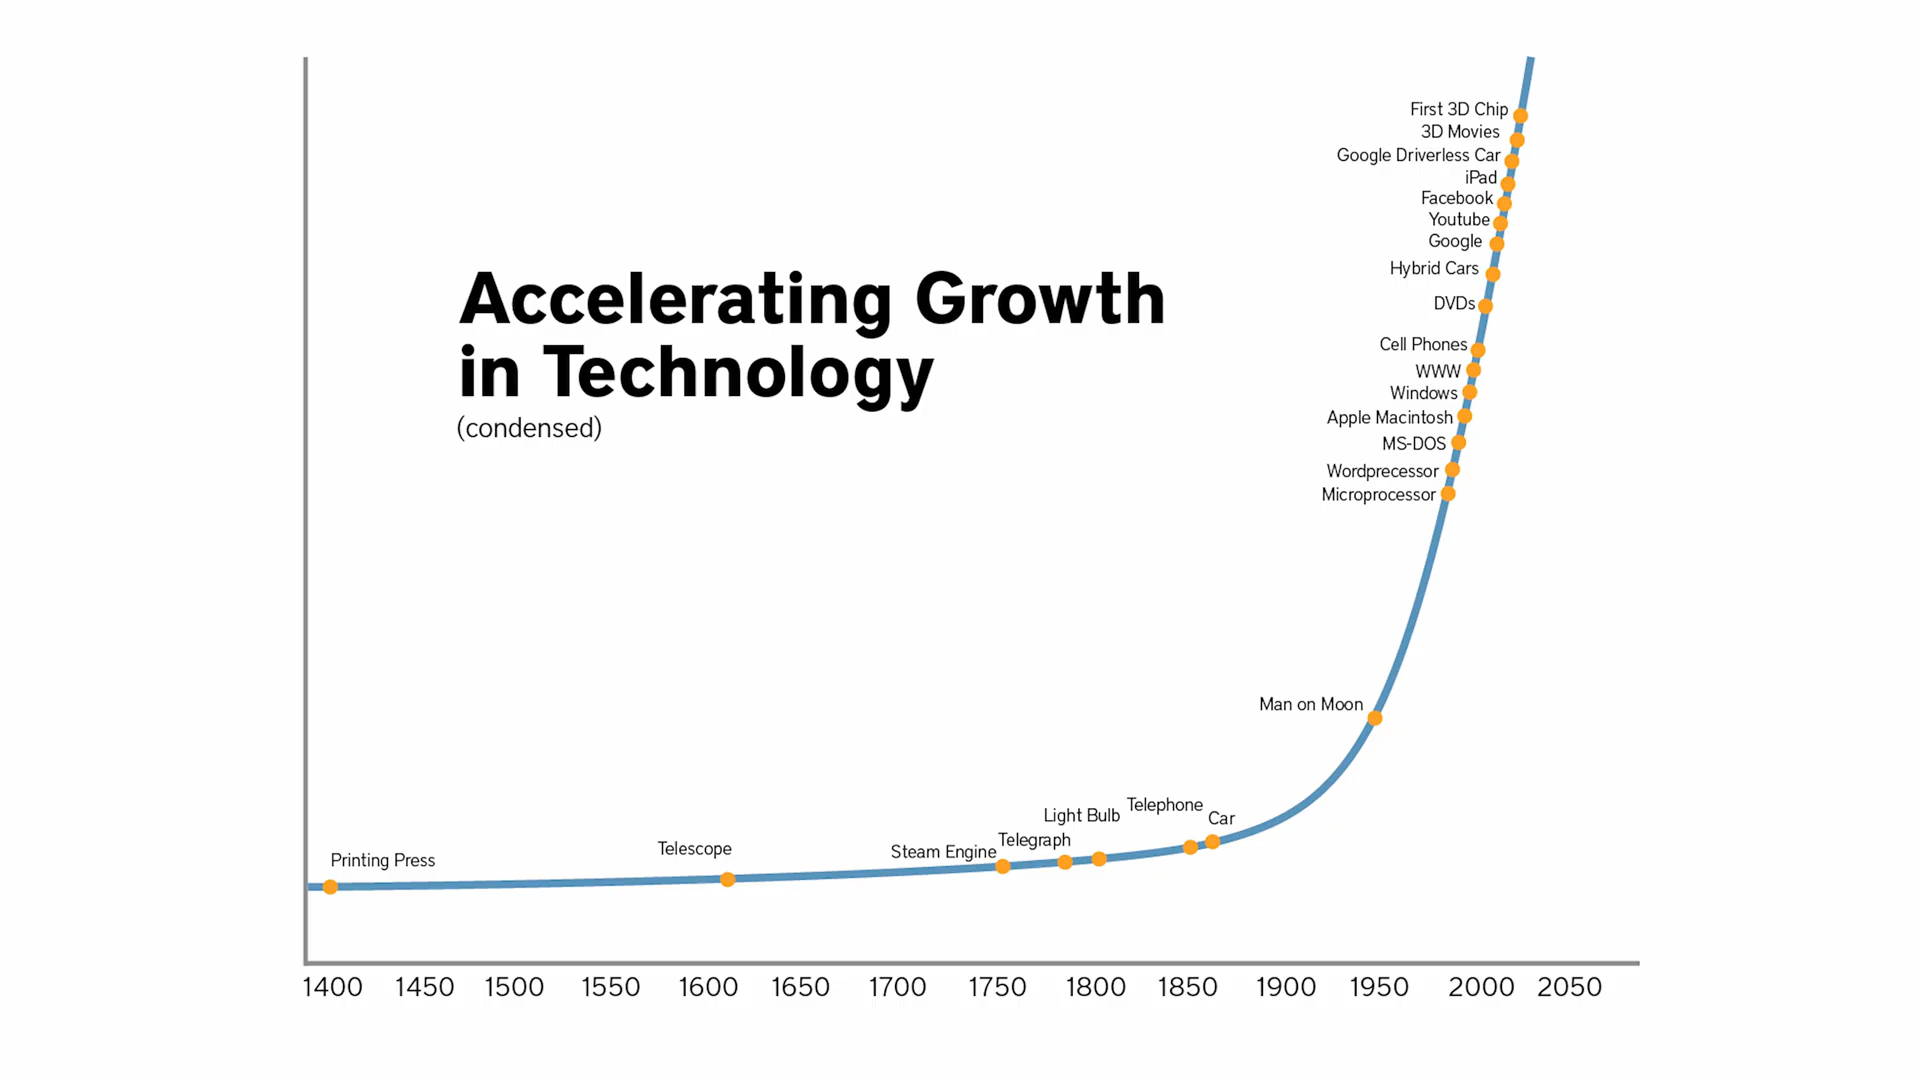 First 3D Chip
3D Movies
Google Driverless Car
iPad
Facebook
Youtube
Google
Hybrid Cars
DVDs
Cell Phones
WWW
Windows
Apple Macintosh
MS-DOS
Wordprecessor
Microprocessor
Accelerating Growth
in Technology
(condensed)
Man on Moon
Telephone
Light Bulb
Car
Telegraph
Steam Engine
Telescope
Printing Press
1400 1450 1500 1550 1600 1650 1700 1750 1800 1850 1900 1950 2000 2050